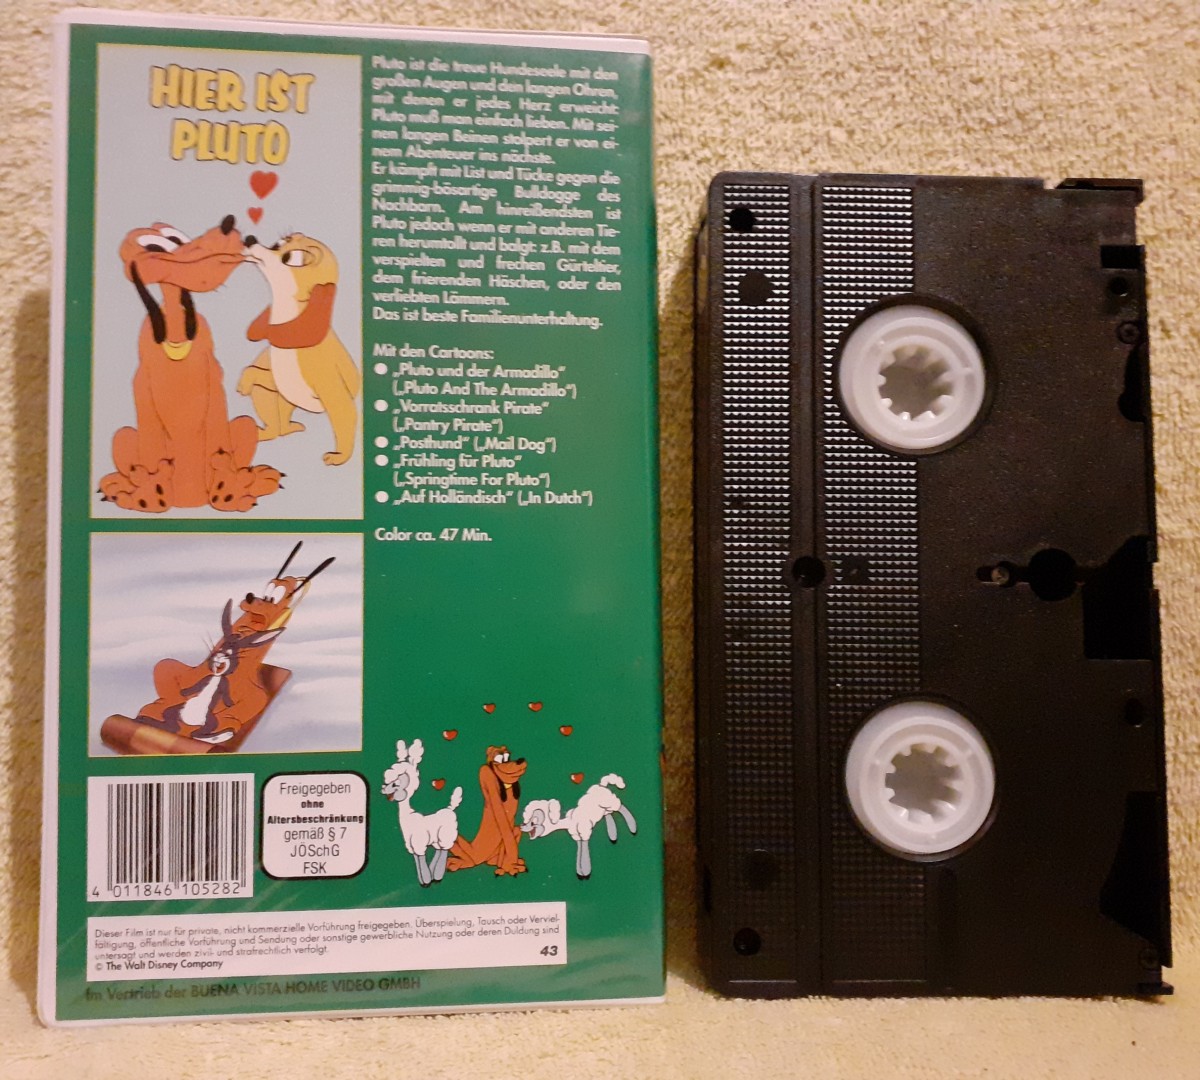 HIER IST
PLUTO
Pluto ist die treue Hundeseele mit den
großen Augen und den langen Ohren,
mit denen er jedes Herz erweicht:
Pluto muß man einfach lieben. Mit sei-
nen langen Beinen stolpert er von ei-
nem Abenteuer ins nächste.
Er kämpft mit List und Tücke gegen die
grimmig-bösartige Bulldogge des
Nachbarn. Am hinreißendsten ist
Pluto jedoch wenn er mit anderen Tie-
ren herumtollt und balgt: z.B. mit dem
verspielten und frechen Gürteltier,
dem frierenden Häschen, oder den
verliebten Lämmern.
Das ist beste Familienunterhaltung.
Mit den Cartoons:
● „Pluto und der Armadillo“
(„Pluto And The Armadillo“)
● „Vorratsschrank Pirate“
(„Pantry Pirate“)
● „Posthund“ („Mail Dog“)
● „Frühling für Pluto“
(„Springtime For Pluto“)
● „Auf Holländisch“ („In Dutch“)
Color ca. 47 Min.
4 011846 105282
Freigegeben
ohne
Altersbeschränkung
gemäß § 7
JÖSchG
FSK
Dieser Film ist nur für private, nicht kommerzielle Vorführung freigegeben. Überspielung, Tausch oder Verviel-
fältigung, öffentliche Vorführung und Sendung oder sonstige gewerbliche Nutzung oder deren Duldung sind
untersagt und werden zivil- und strafrechtlich verfolgt.
© The Walt Disney Company
43
Im Vertrieb der BUENA VISTA HOME VIDEO GMBH